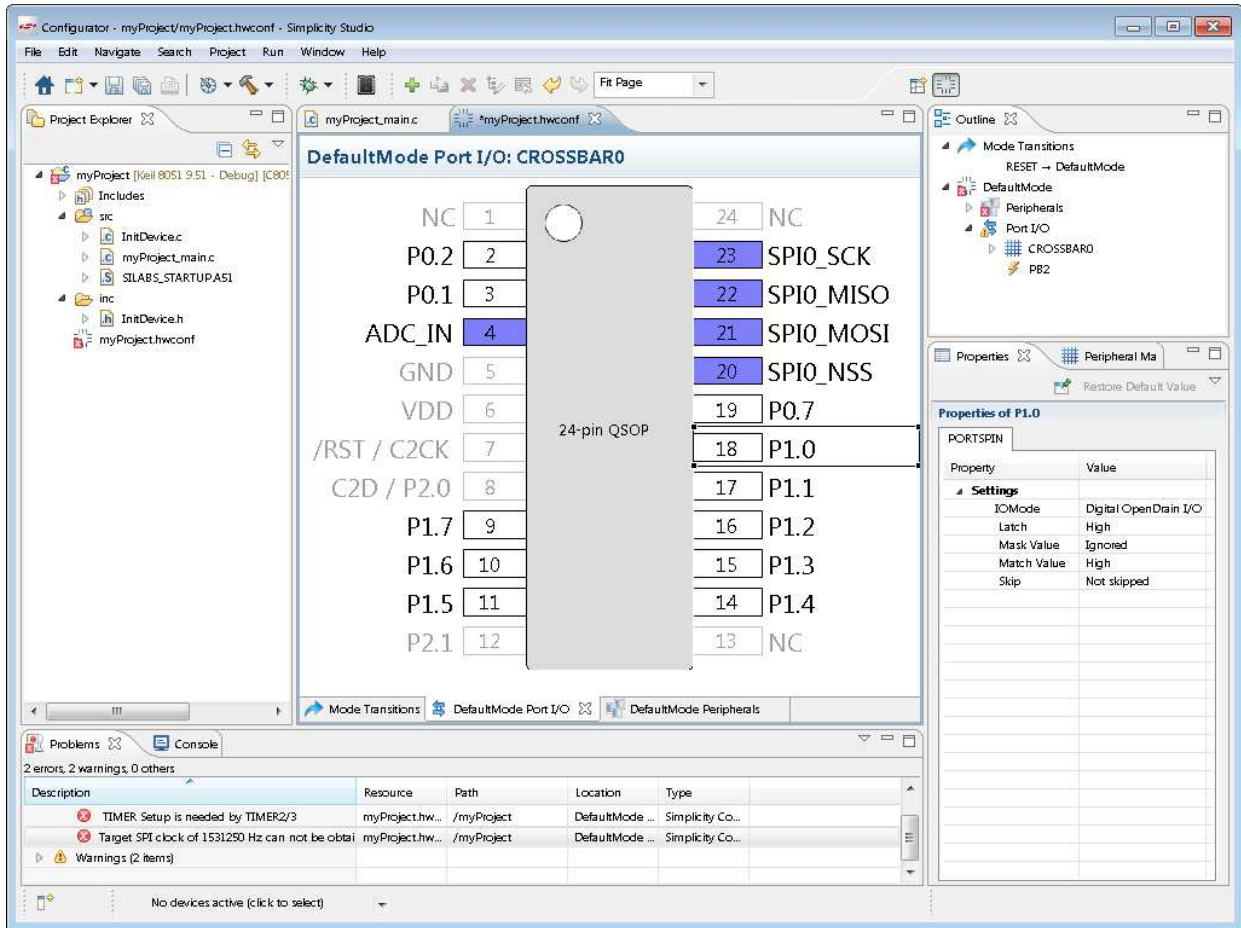 Configurator - myProject/myProject.hwconf - Simplicity Studio
File Edit Navigate Search Project Run Window Help
Fit Page
Project Explorer
myProject [Keil 8051 9.51 - Debug] [C805
Includes
src
InitDevice.c
myProject_main.c
SILABS_STARTUP.A51
inc
InitDevice.h
myProject.hwconf
myProject_main.c
*myProject.hwconf
DefaultMode Port I/O: CROSSBAR0
NC 1 24 NC
P0.2 2 23 SPI0_SCK
P0.1 3 22 SPI0_MISO
ADC_IN 4 21 SPI0_MOSI
GND 5 20 SPI0_NSS
VDD 6 19 P0.7
24-pin QSOP
/RST / C2CK 7 18 P1.0
C2D / P2.0 8 17 P1.1
P1.7 9 16 P1.2
P1.6 10 15 P1.3
P1.5 11 14 P1.4
P2.1 12 13 NC
Mode Transitions DefaultMode Port I/O DefaultMode Peripherals
Outline
Mode Transitions
RESET → DefaultMode
DefaultMode
Peripherals
Port I/O
CROSSBAR0
PB2
Properties Peripheral Ma
Restore Default Value
Properties of P1.0
PORTSPIN
Property Value
Settings
IOMode Digital OpenDrain I/O
Latch High
Mask Value Ignored
Match Value High
Skip Not skipped
Problems Console
2 errors, 2 warnings, 0 others
Description Resource Path Location Type
TIMER Setup is needed by TIMER2/3 myProject.hw... /myProject DefaultMode ... Simplicity Co...
Target SPI clock of 1531250 Hz can not be obtai myProject.hw... /myProject DefaultMode ... Simplicity Co...
Warnings (2 items)
No devices active (click to select)